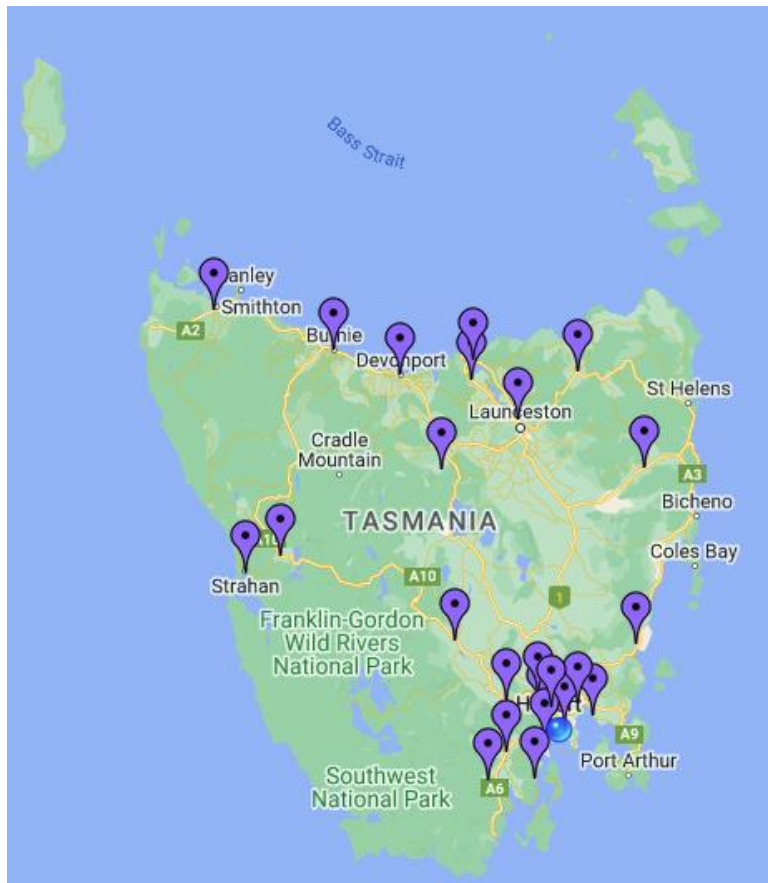 Bass Strait
Smithton
A2
Devonport
St Helens
Launceston
Cradle
Mountain
A3
Bicheno
TASMANIA
Coles Bay
A10
Strahan
1
Franklin-Gordon
Wild Rivers
National Park
A9
Port Arthur
Southwest
National Park
A6